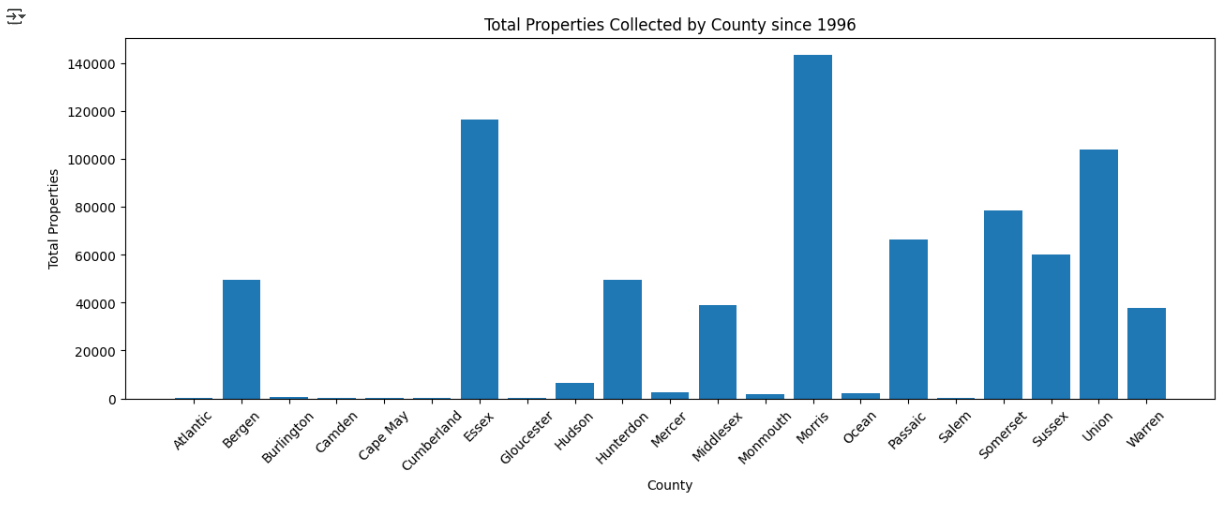 Total Properties Collected by County since 1996
Total Properties
140000
120000
100000
80000
60000
40000
20000
0
Atlantic
Bergen
Burlington
Camden
Cape May
Cumberland
Essex
Gloucester
Hudson
Hunterdon
Mercer
Middlesex
Monmouth
Morris
Ocean
Passaic
Salem
Somerset
Sussex
Union
Warren
County